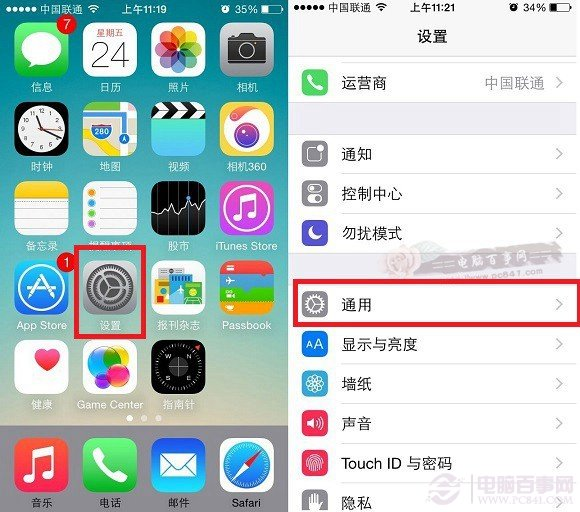 中国联通 上午11:19 35%
7 星期五
24
信息 日历 照片 相机
280
时钟 地图 视频 相机360
备忘录 提醒事项 股市 iTunes Store
1
App Store 设置 报刊杂志 Passbook
N W E S
健康 Game Center 指南针
音乐 电话 邮件 Safari
中国联通 上午11:21 34%
设置
运营商 中国联通
通知
控制中心
勿扰模式
电脑百事网
www.pc841.com
通用
AA 显示与亮度
墙纸
声音
Touch ID 与密码
隐私
电脑百事网
PC841.COM